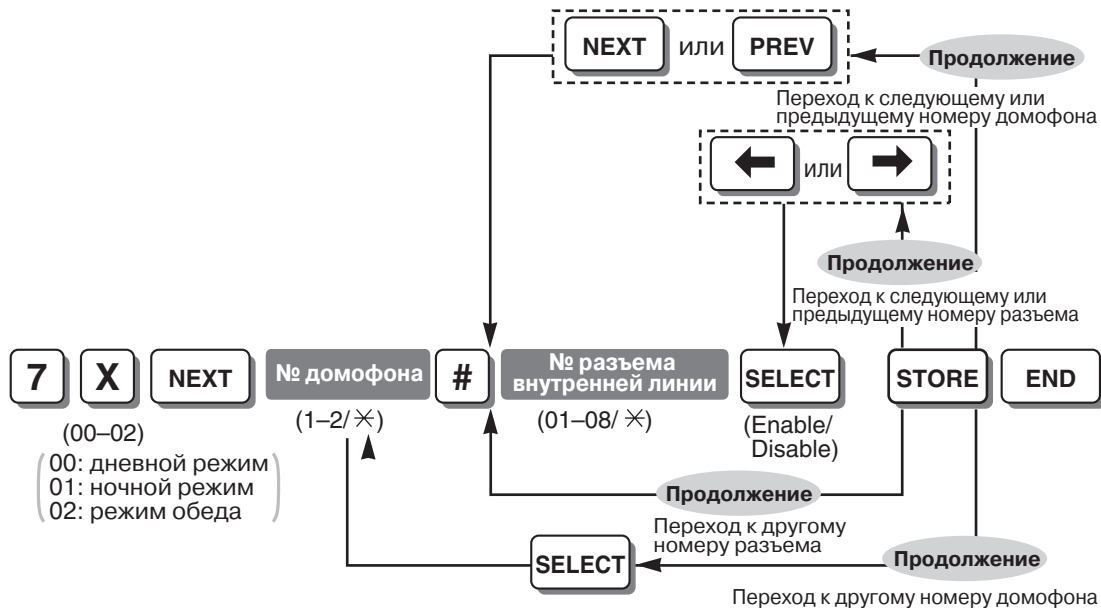 NEXT или PREV
Продолжение
Переход к следующему или
предыдущему номеру домофона
← или →
Продолжение
Переход к следующему или
предыдущему номеру разъема
7 X NEXT № домофона # № разъема
внутренней линии SELECT STORE END
(00–02)
00: дневной режим
01: ночной режим
02: режим обеда
(1–2/ ✳)
(01–08/ ✳)
(Enable/
Disable)
Продолжение
Переход к другому
номеру разъема
SELECT
Продолжение
Переход к другому номеру домофона